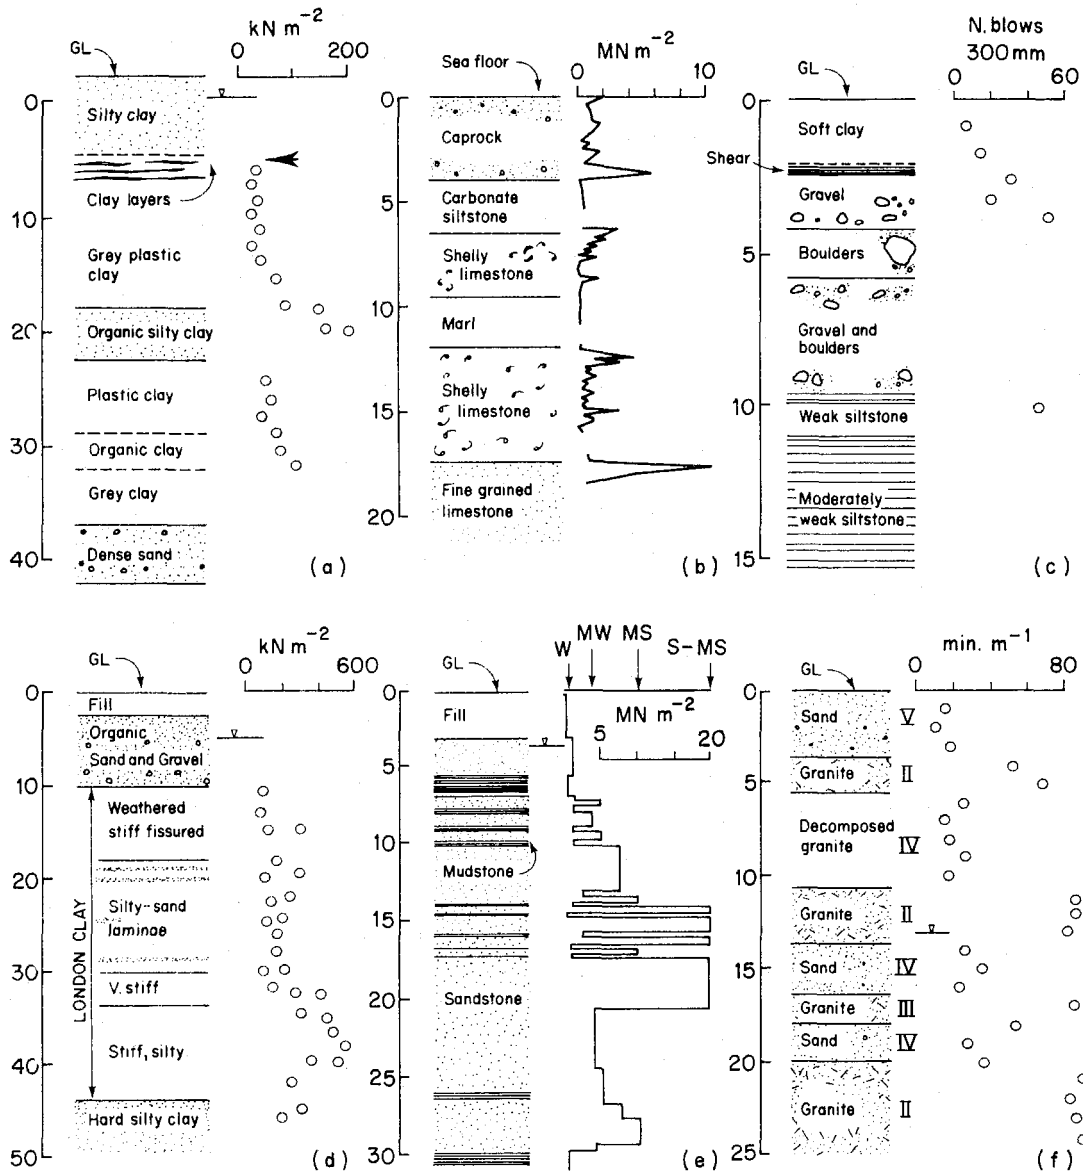 kN m⁻²
GL
0 200
0
Silty clay
Clay layers
10
Grey plastic
clay
Organic silty clay
20
Plastic clay
Organic clay
30
Grey clay
Dense sand
40
(a)
MN m⁻²
Sea floor
0 10
0
Caprock
Carbonate
siltstone
5
Shelly
limestone
10
Marl
Shelly
limestone
15
Fine grained
limestone
20
(b)
N. blows
300mm
GL
0 60
0
Soft clay
Shear
Gravel
5
Boulders
Gravel and
boulders
10
Weak siltstone
Moderately
weak siltstone
15
(c)
kN m⁻²
GL
0 600
0
Fill
Organic
Sand and Gravel
10
Weathered
stiff fissured
20
Silty-sand
laminae
LONDON CLAY
30
V. stiff
Stiff, silty
40
Hard silty clay
50
(d)
W MW MS S-MS
GL
MN m⁻²
5 20
0
Fill
5
10
Mudstone
15
Sandstone
20
25
30
(e)
min. m⁻¹
GL
0 80
0
Sand V
Granite II
5
Decomposed
granite IV
10
Granite II
15
Sand IV
Granite III
Sand IV
20
Granite II
25
(f)